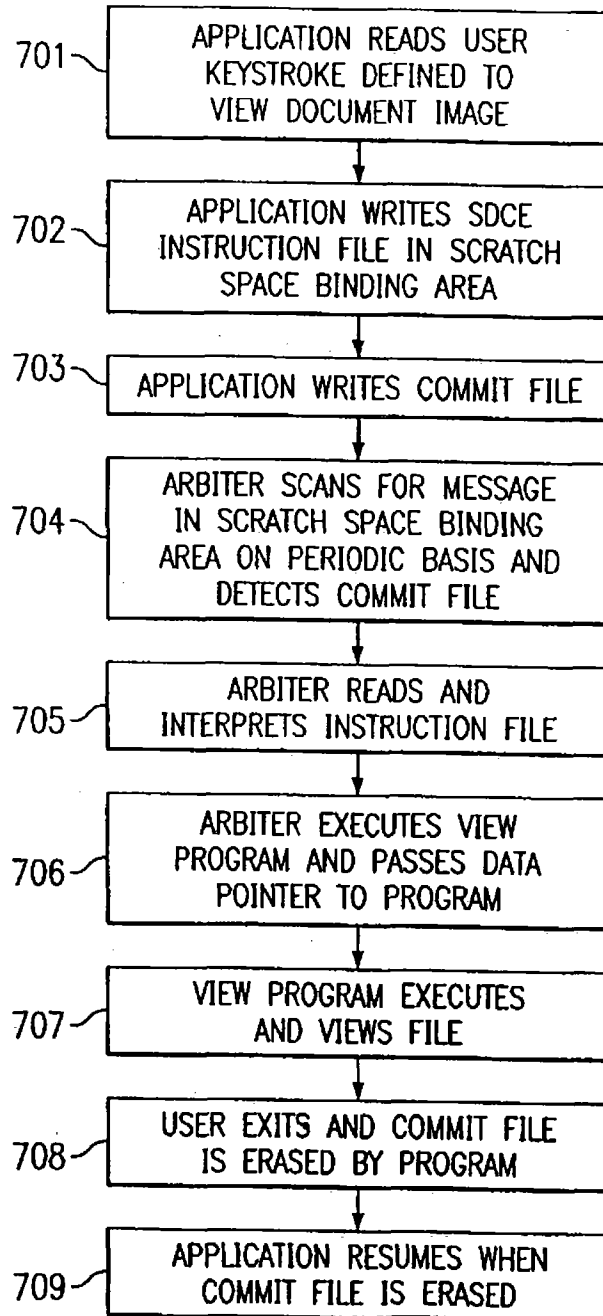 701
APPLICATION READS USER
KEYSTROKE DEFINED TO
VIEW DOCUMENT IMAGE
702
APPLICATION WRITES SDCE
INSTRUCTION FILE IN SCRATCH
SPACE BINDING AREA
703
APPLICATION WRITES COMMIT FILE
704
ARBITER SCANS FOR MESSAGE
IN SCRATCH SPACE BINDING
AREA ON PERIODIC BASIS AND
DETECTS COMMIT FILE
705
ARBITER READS AND
INTERPRETS INSTRUCTION FILE
706
ARBITER EXECUTES VIEW
PROGRAM AND PASSES DATA
POINTER TO PROGRAM
707
VIEW PROGRAM EXECUTES
AND VIEWS FILE
708
USER EXITS AND COMMIT FILE
IS ERASED BY PROGRAM
709
APPLICATION RESUMES WHEN
COMMIT FILE IS ERASED